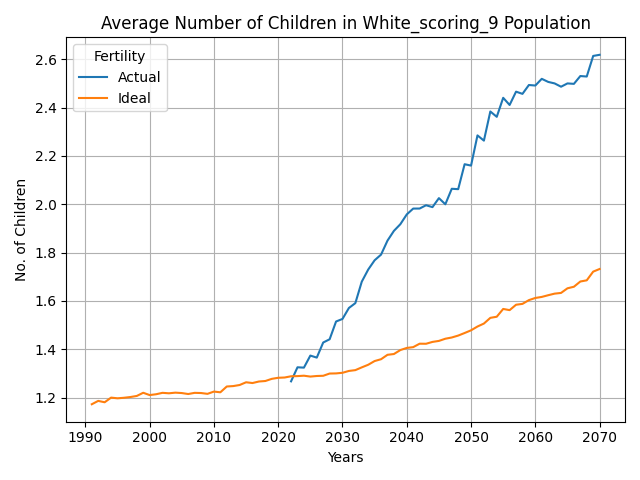 Average Number of Children in White_scoring_9 Population
Fertility
Actual
Ideal
No. of Children
2.6
2.4
2.2
2.0
1.8
1.6
1.4
1.2
1990 2000 2010 2020 2030 2040 2050 2060 2070
Years